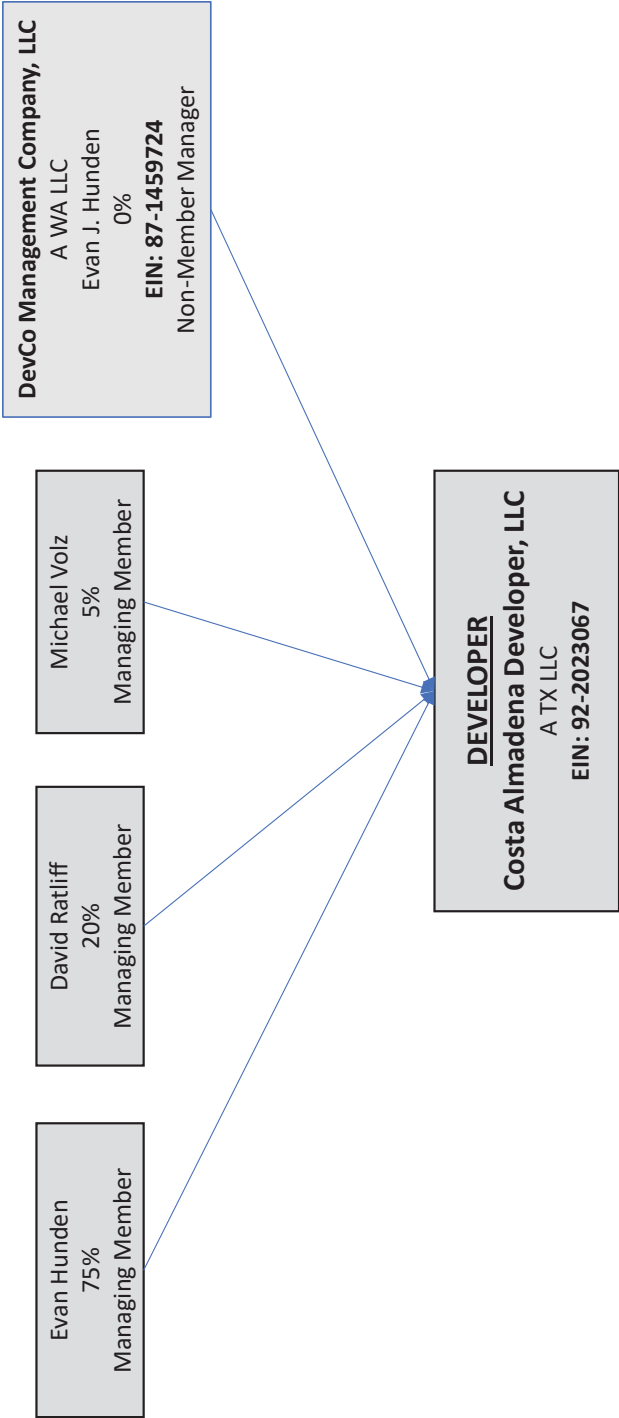 Evan Hunden
75%
Managing Member
David Ratliff
20%
Managing Member
Michael Volz
5%
Managing Member
DevCo Management Company, LLC
A WA LLC
Evan J. Hunden
0%
EIN: 87-1459724
Non-Member Manager
DEVELOPER
Costa Almadena Developer, LLC
A TX LLC
EIN: 92-2023067